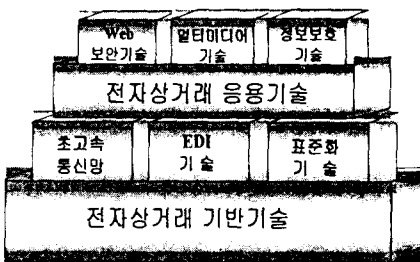 Web 멀티미디어 정보보호
보안기술 기술 기술
전자상거래 응용기술
초고속 EDI 표준화
통신망 기 술 기 술
전자상거래 기반기술